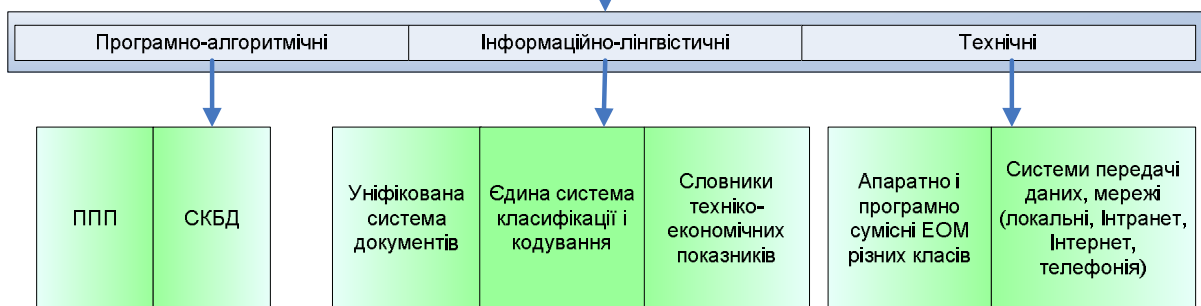 Програмно-алгоритмічні
Інформаційно-лінгвістичні
Технічні
ППП
СКБД
Уніфікована
система
документів
Єдина система
класифікації і
кодування
Словники
техніко-
економічних
показників
Апаратно і
програмно
сумісні ЕОМ
різних класів
Системи передачі
даних, мережі
(локальні, Інтранет,
Інтернет,
телефонія)